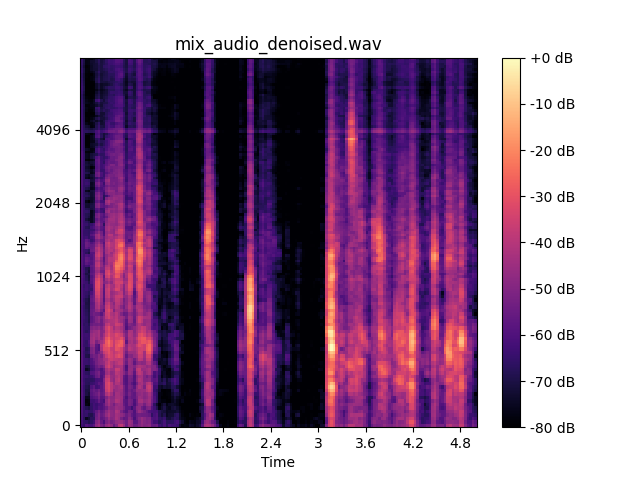 mix_audio_denoised.wav
Hz
4096
2048
1024
512
0
0 0.6 1.2 1.8 2.4 3 3.6 4.2 4.8
Time
+0 dB
-10 dB
-20 dB
-30 dB
-40 dB
-50 dB
-60 dB
-70 dB
-80 dB